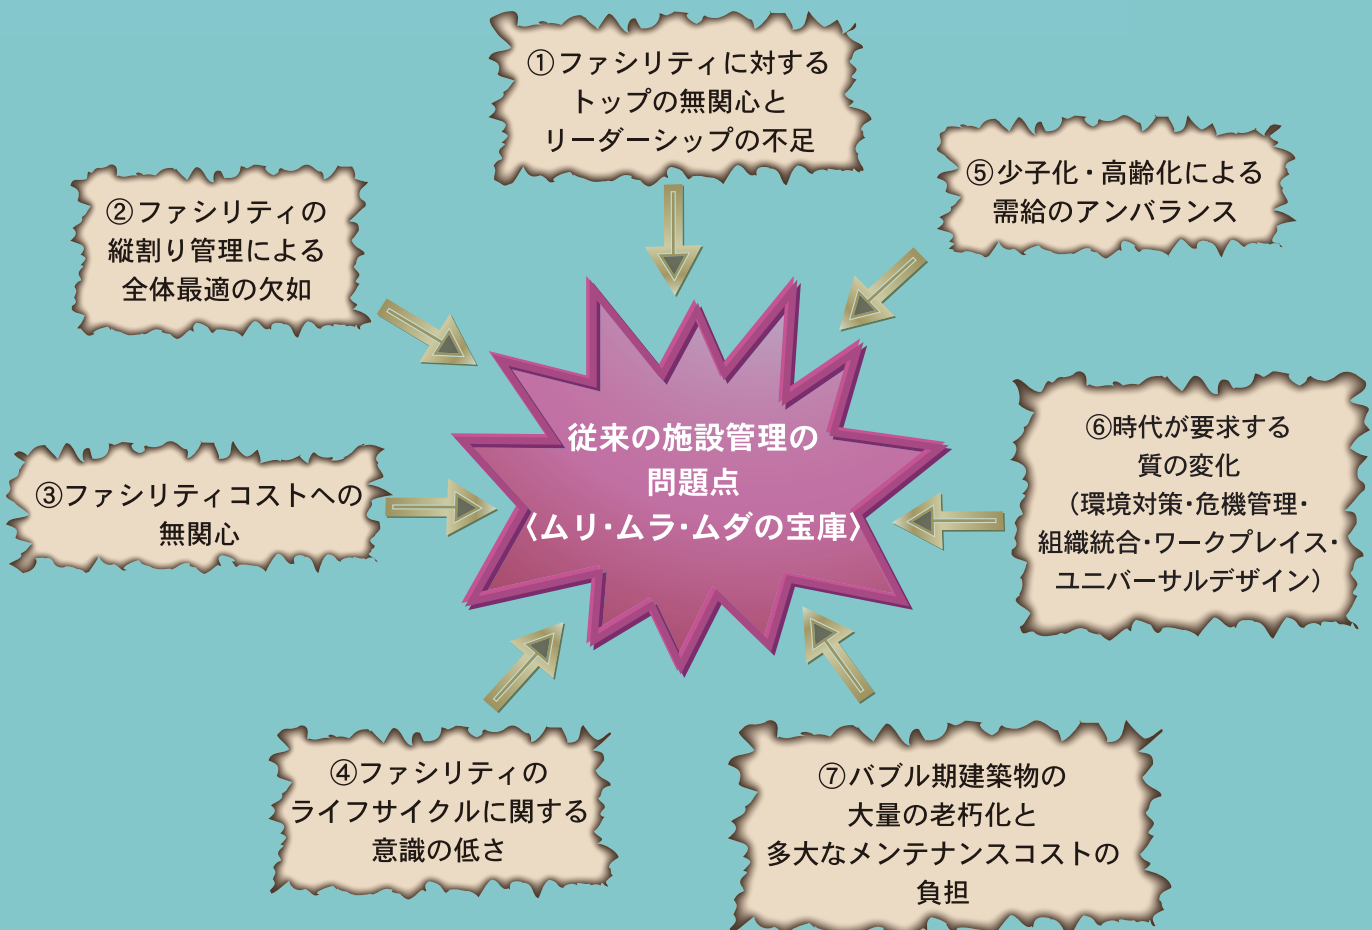 ①ファシリティに対する
トップの無関心と
リーダーシップの不足
②ファシリティの
縦割り管理による
全体最適の欠如
③ファシリティコストへの
無関心
④ファシリティの
ライフサイクルに関する
意識の低さ
⑤少子化・高齢化による
需給のアンバランス
⑥時代が要求する
質の変化
（環境対策・危機管理・
組織統合・ワークプレイス・
ユニバーサルデザイン）
⑦バブル期建築物の
大量の老朽化と
多大なメンテナンスコストの
負担
従来の施設管理の
問題点
〈ムリ・ムラ・ムダの宝庫〉